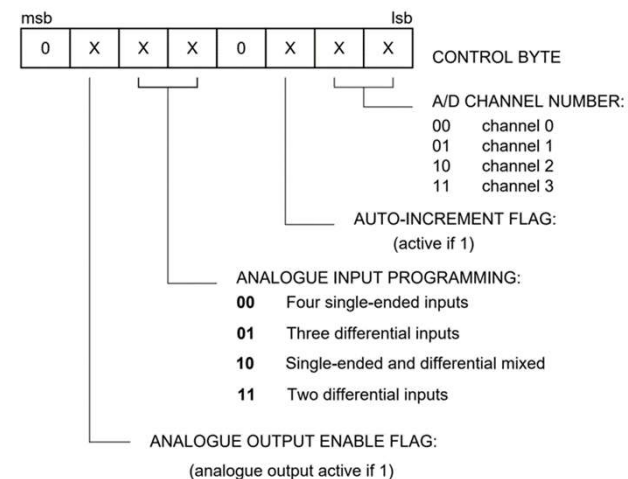 msb lsb
0 X X X 0 X X X
CONTROL BYTE
A/D CHANNEL NUMBER:
00 channel 0
01 channel 1
10 channel 2
11 channel 3
AUTO-INCREMENT FLAG:
(active if 1)
ANALOGUE INPUT PROGRAMMING:
00 Four single-ended inputs
01 Three differential inputs
10 Single-ended and differential mixed
11 Two differential inputs
ANALOGUE OUTPUT ENABLE FLAG:
(analogue output active if 1)